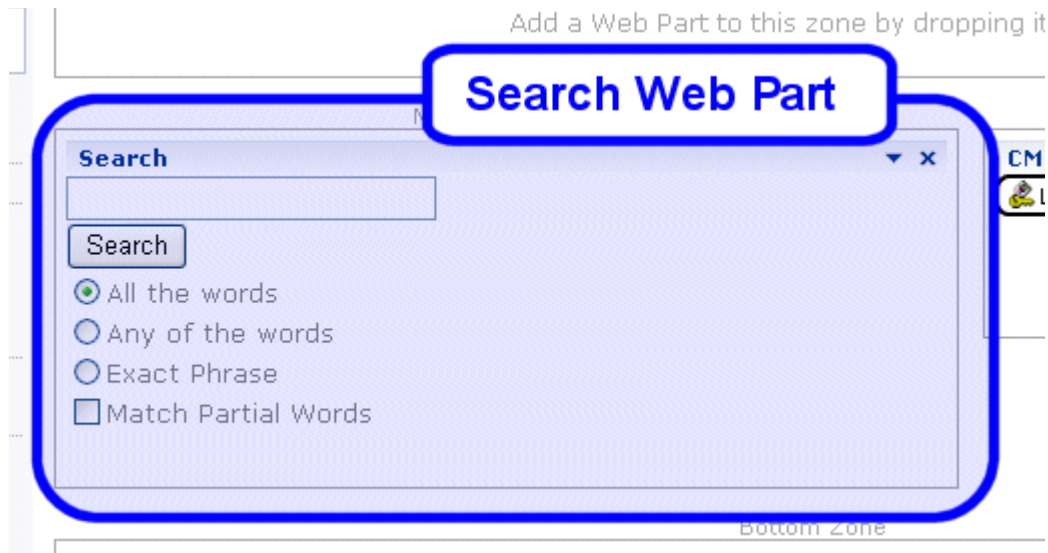 Add a Web Part to this zone by dropping it
Search Web Part
Search
CM
Search
All the words
Any of the words
Exact Phrase
Match Partial Words
Bottom Zone